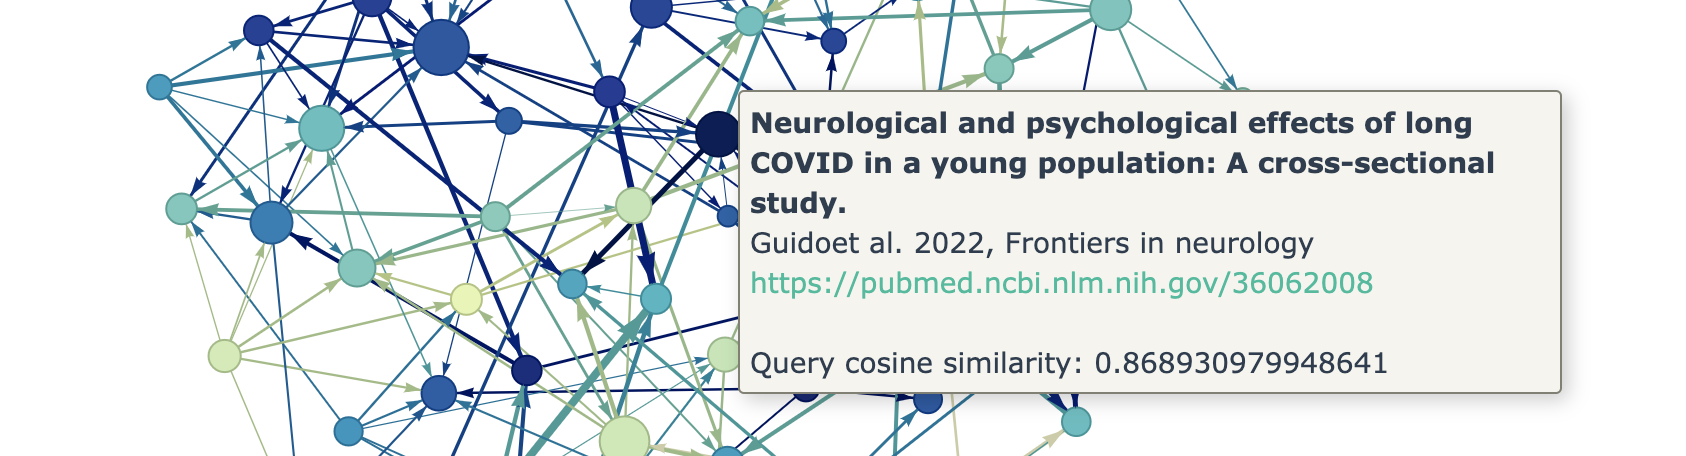 Neurological and psychological effects of long
COVID in a young population: A cross-sectional
study.
Guidoet al. 2022, Frontiers in neurology
https://pubmed.ncbi.nlm.nih.gov/36062008
Query cosine similarity: 0.868930979948641